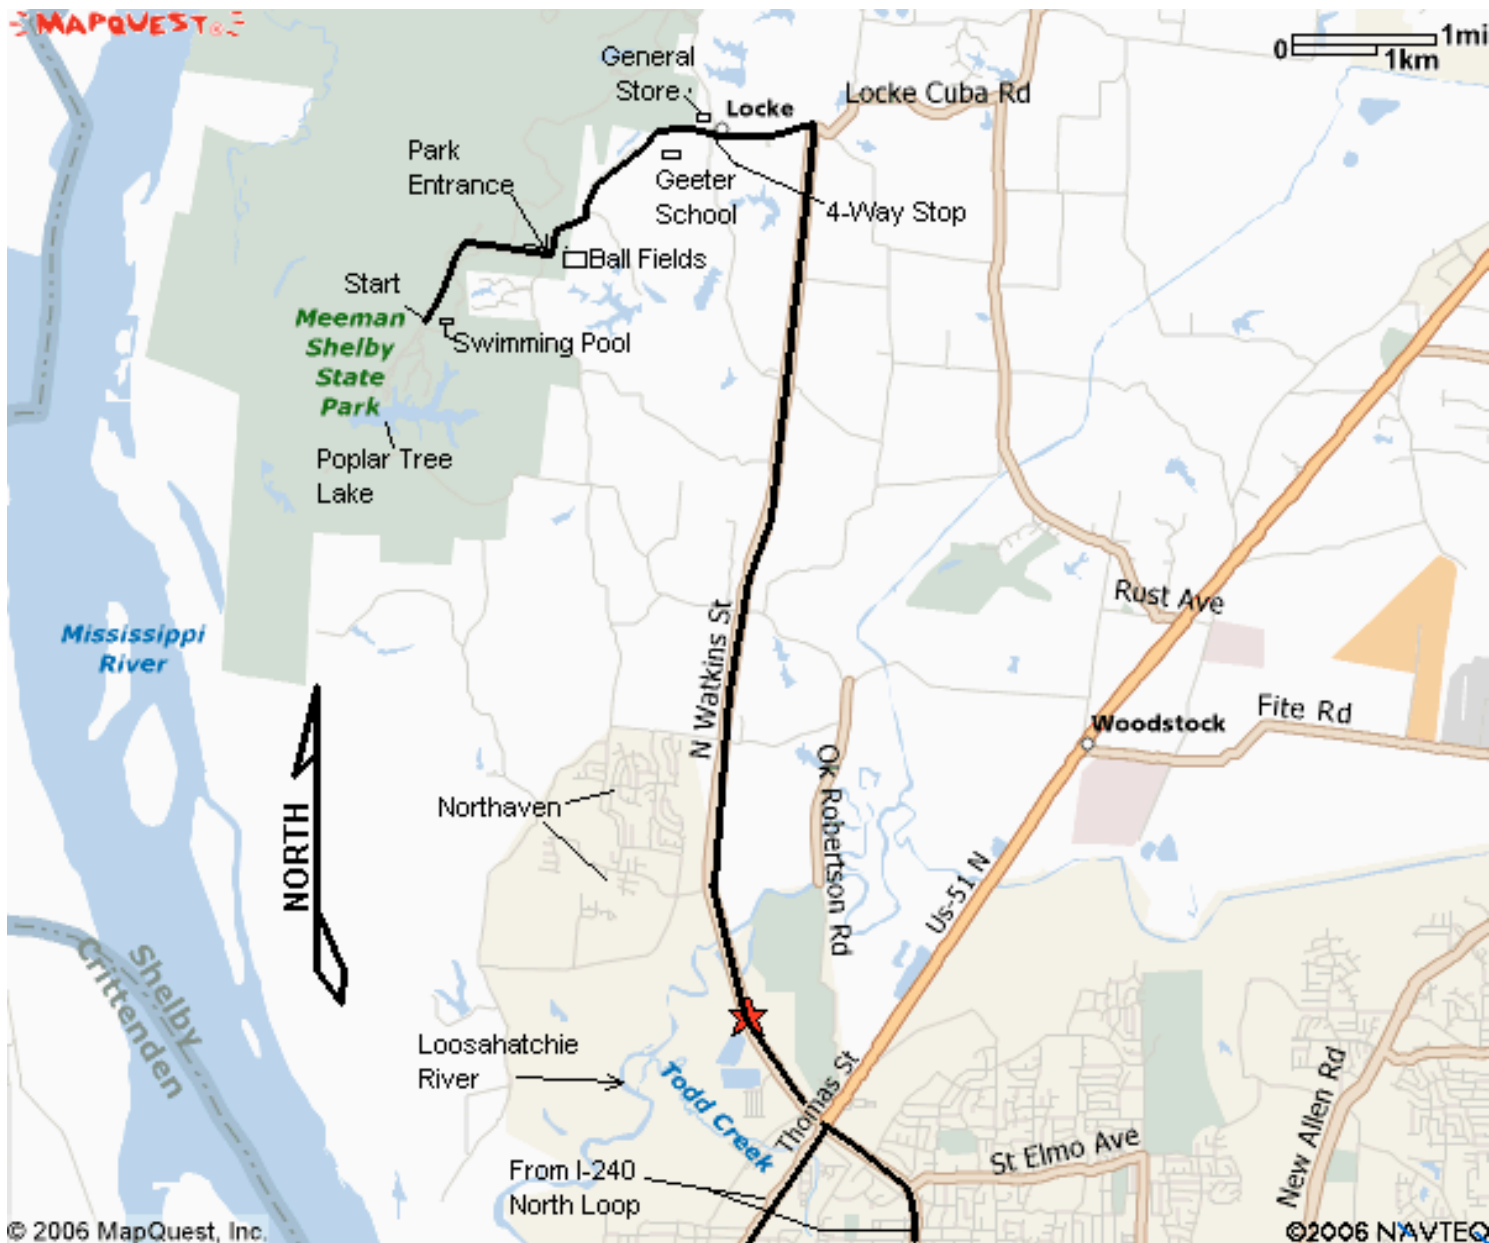 MAPQUEST®
0 1mi
1km
General
Store
Locke
Locke Cuba Rd
Park
Entrance
Geeter
School
4-Way Stop
Ball Fields
Start
Meeman
Shelby
State
Park
Swimming Pool
Poplar Tree
Lake
Rust Ave
Mississippi
River
N Watkins St
Fite Rd
Woodstock
Ok Robertson Rd
Northaven
NORTH
Us-51 N
Shelby
Crittenden
Loosahatchie
River
Todd Creek
Thomas St
New Allen Rd
St Elmo Ave
From I-240
North Loop
© 2006 MapQuest, Inc.
©2006 NAVTEQ